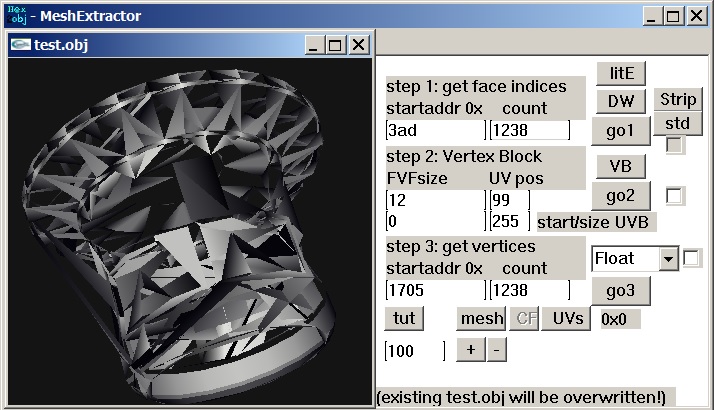 Hex obj - MeshExtractor
test.obj
litE
step 1: get face indices
DW
Strip
startaddr 0x count
std
3ad 1238
go1
step 2: Vertex Block
VB
FVFsize UV pos
12 99
go2
0 255 start/size UVB
step 3: get vertices
Float
startaddr 0x count
1705 1238
go3
tut mesh CF UVs 0x0
100 + -
(existing test.obj will be overwritten!)